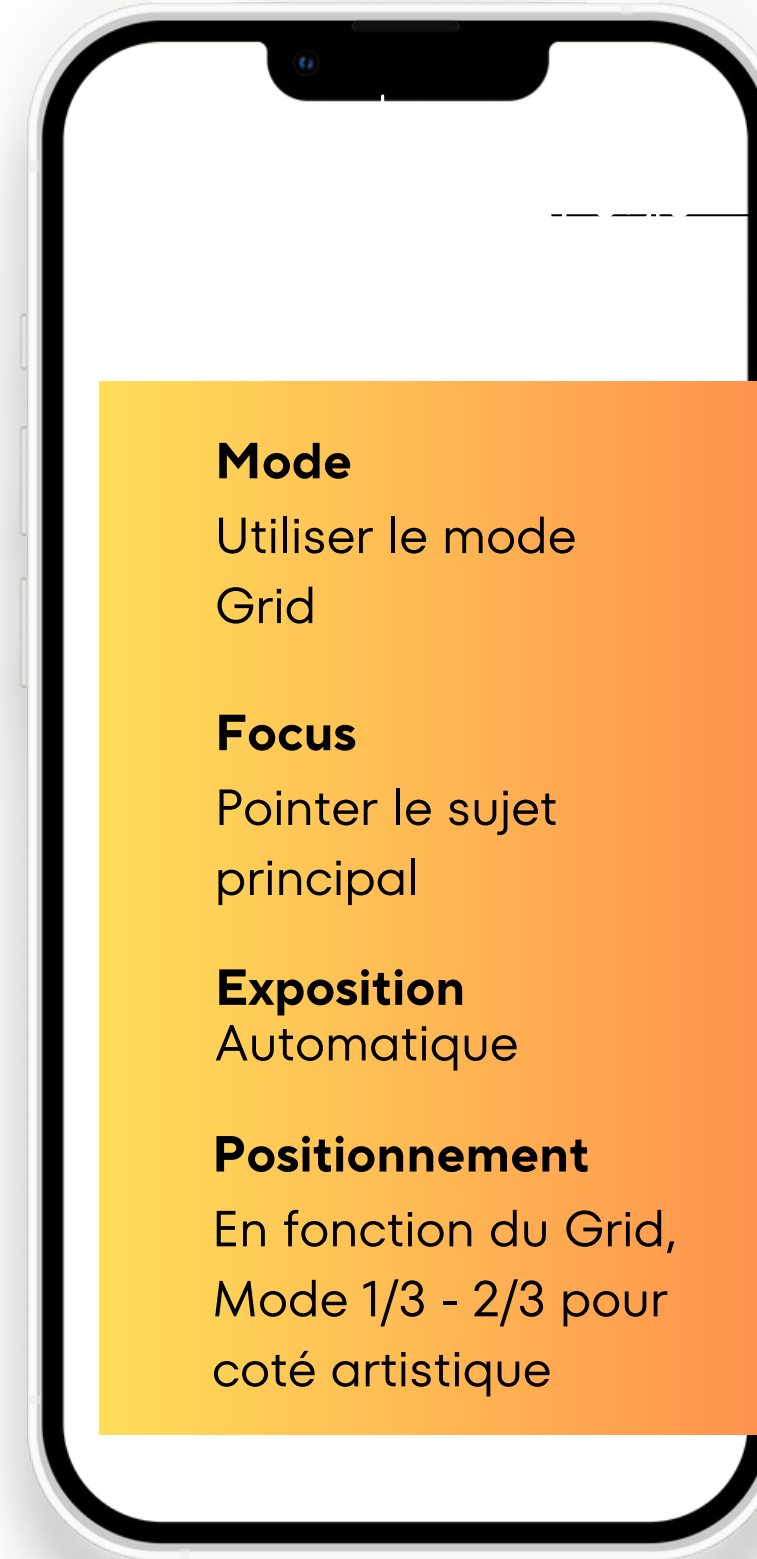 Mode
Utiliser le mode
Grid
Focus
Pointer le sujet
principal
Exposition
Automatique
Positionnement
En fonction du Grid,
Mode 1/3 - 2/3 pour
coté artistique